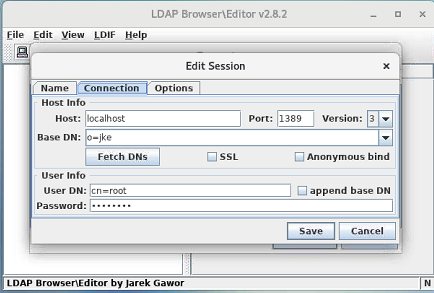 LDAP Browser\Editor v2.8.2
File Edit View LDIF Help
Edit Session
Name Connection Options
Host Info
Host: localhost Port: 1389 Version: 3
Base DN: o=jke
Fetch DNs SSL Anonymous bind
User Info
User DN: cn=root append base DN
Password: ••••••••
Save Cancel
LDAP Browser\Editor by Jarek Gawor N